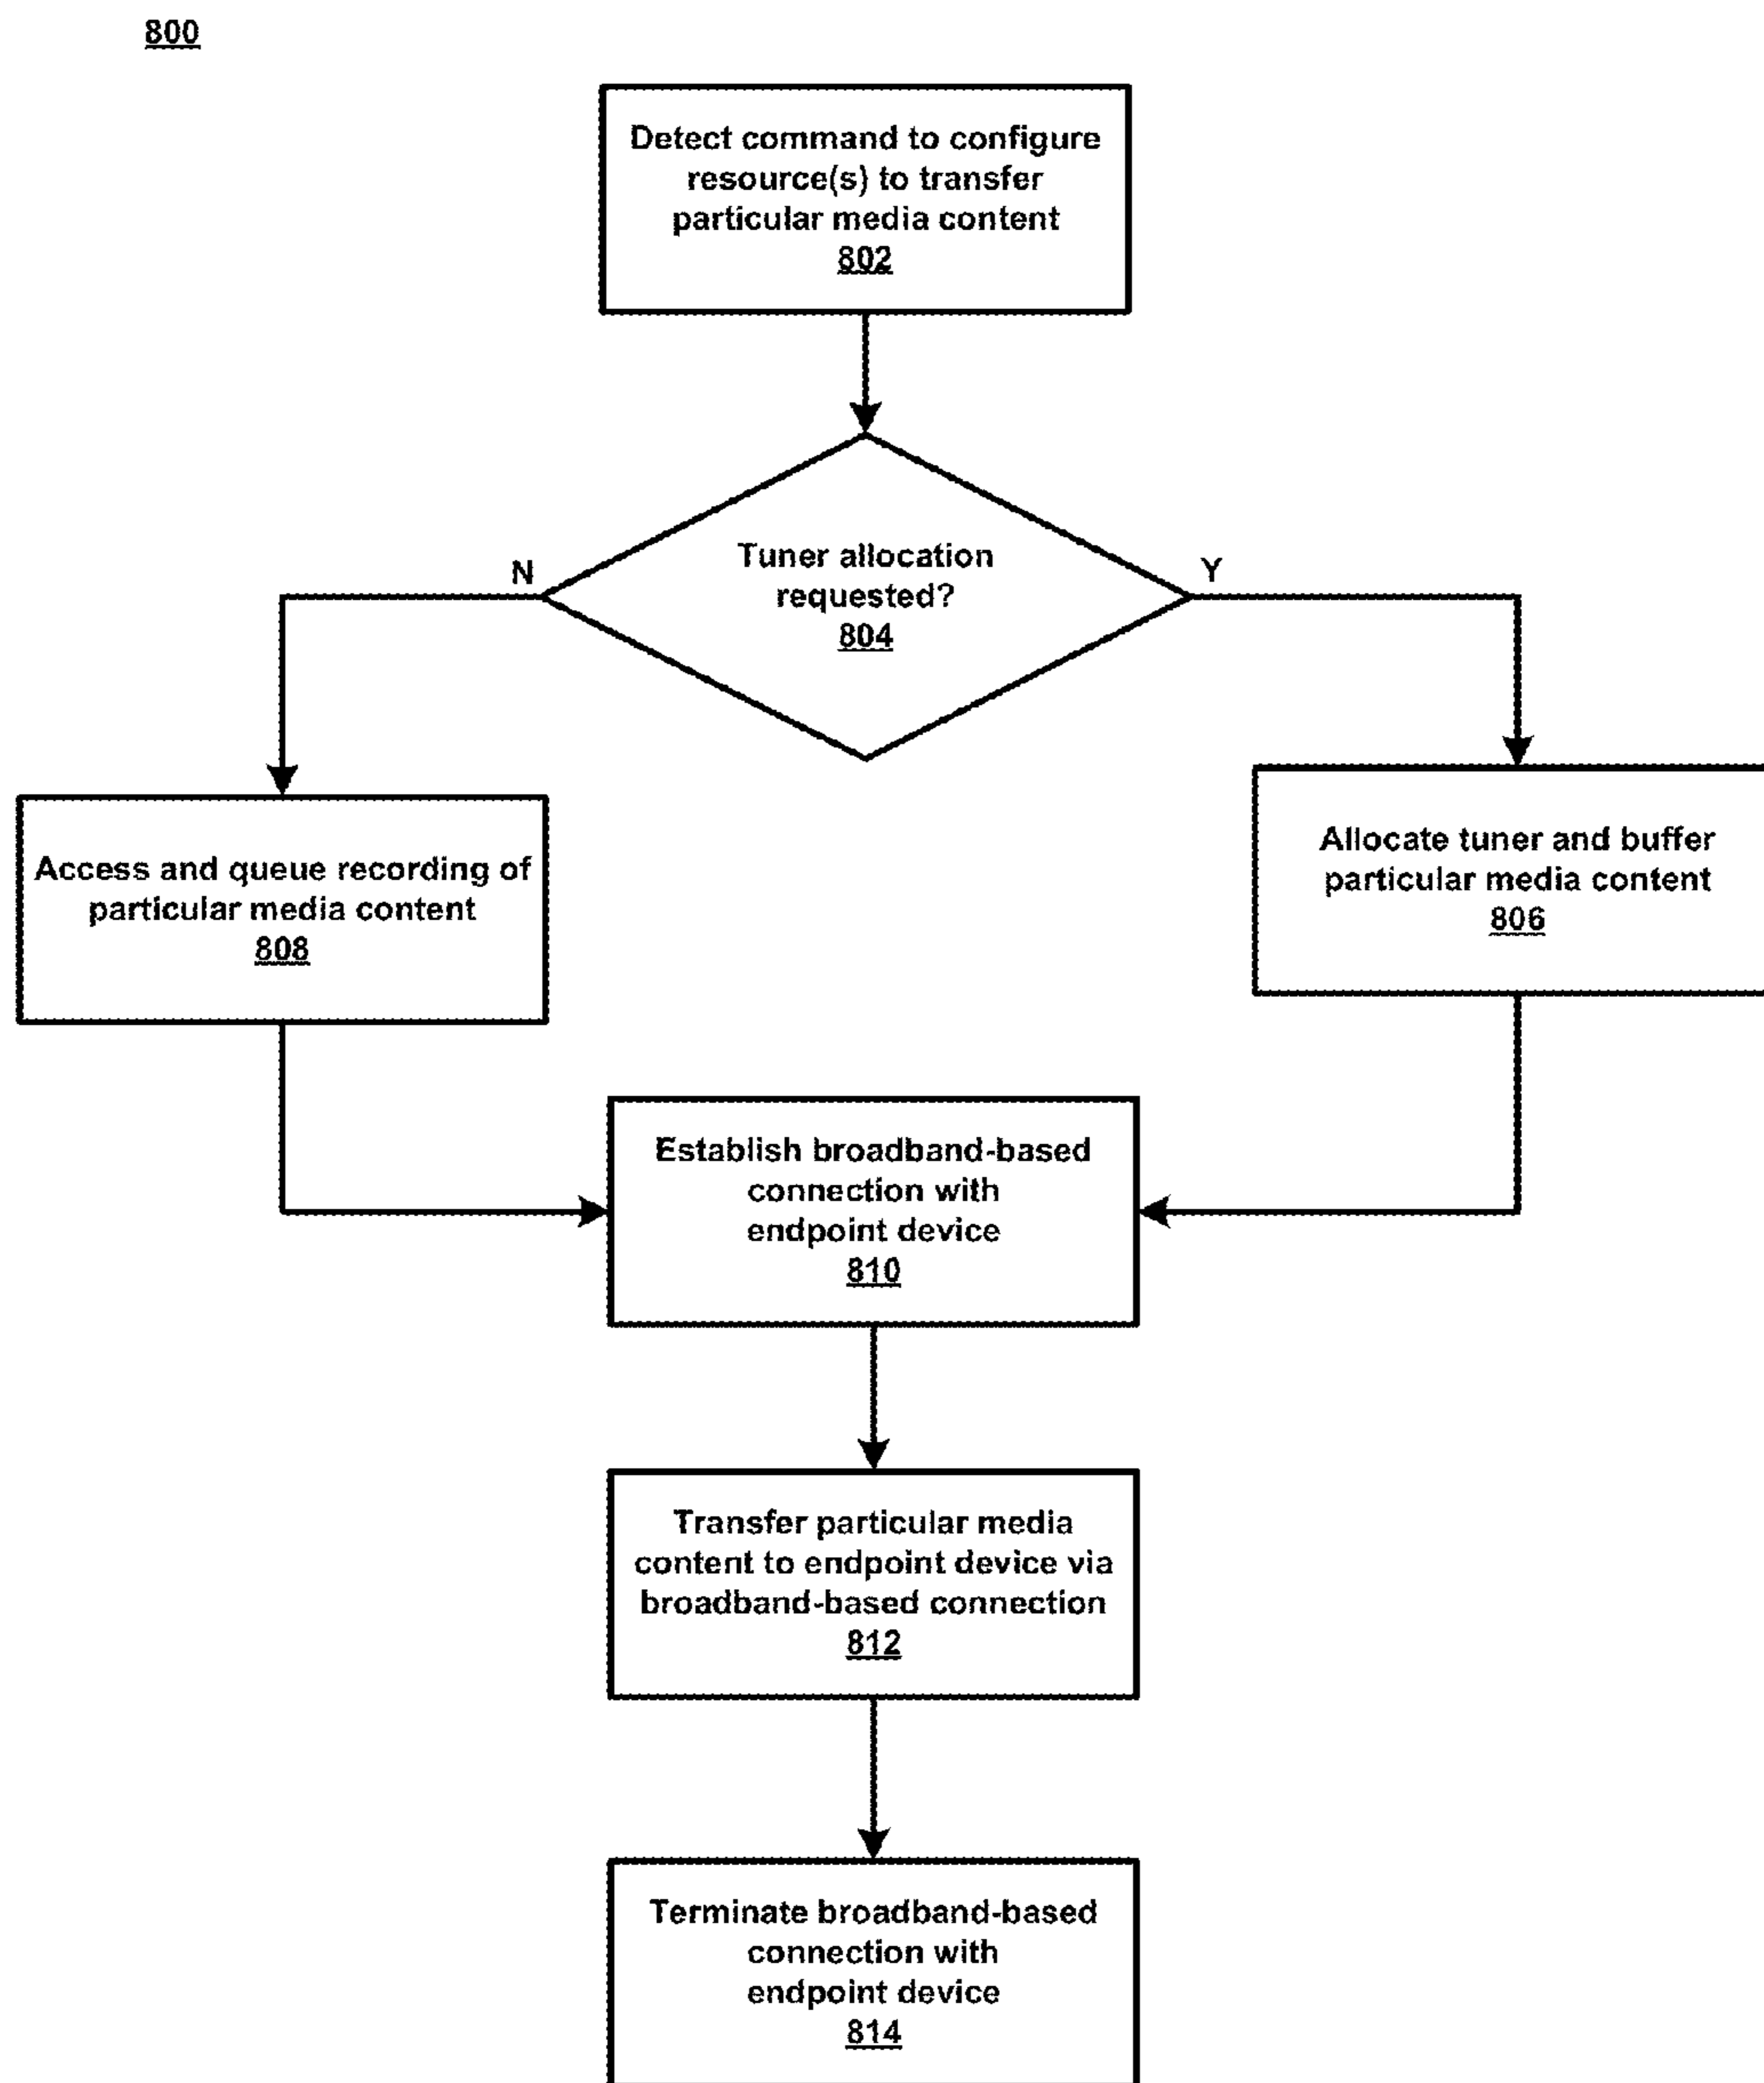 800
Detect command to configure
resource(s) to transfer
particular media content
802
Tuner allocation
requested?
804
N
Y
Access and queue recording of
particular media content
808
Allocate tuner and buffer
particular media content
806
Establish broadband-based
connection with
endpoint device
810
Transfer particular media
content to endpoint device via
broadband-based connection
812
Terminate broadband-based
connection with
endpoint device
814